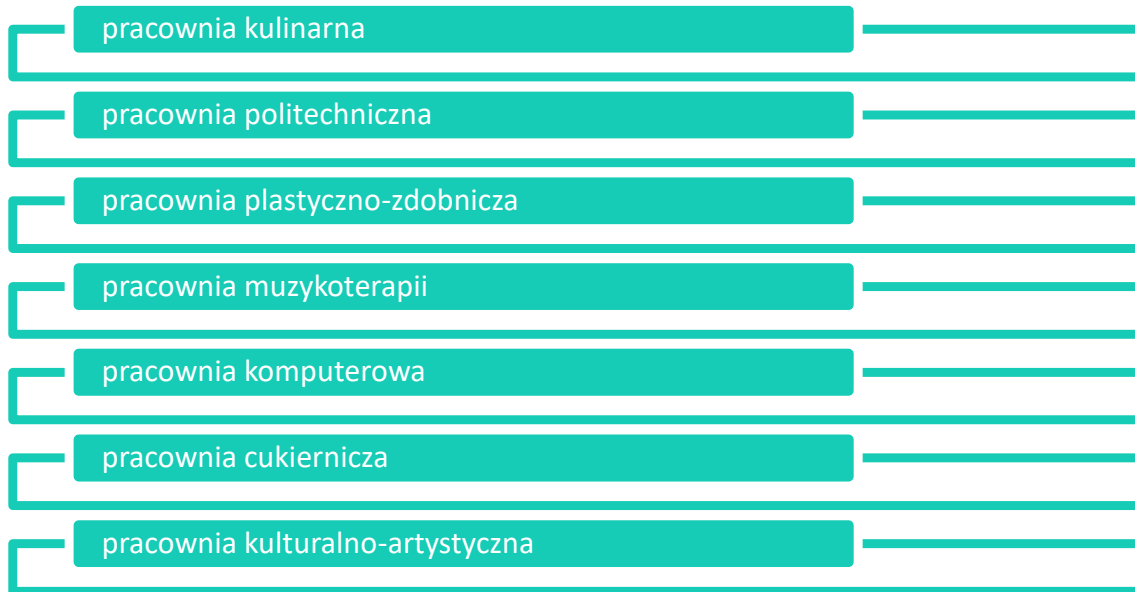 pracownia kulinarna
pracownia politechniczna
pracownia plastyczno-zdobnicza
pracownia muzykoterapii
pracownia komputerowa
pracownia cukiernicza
pracownia kulturalno-artystyczna